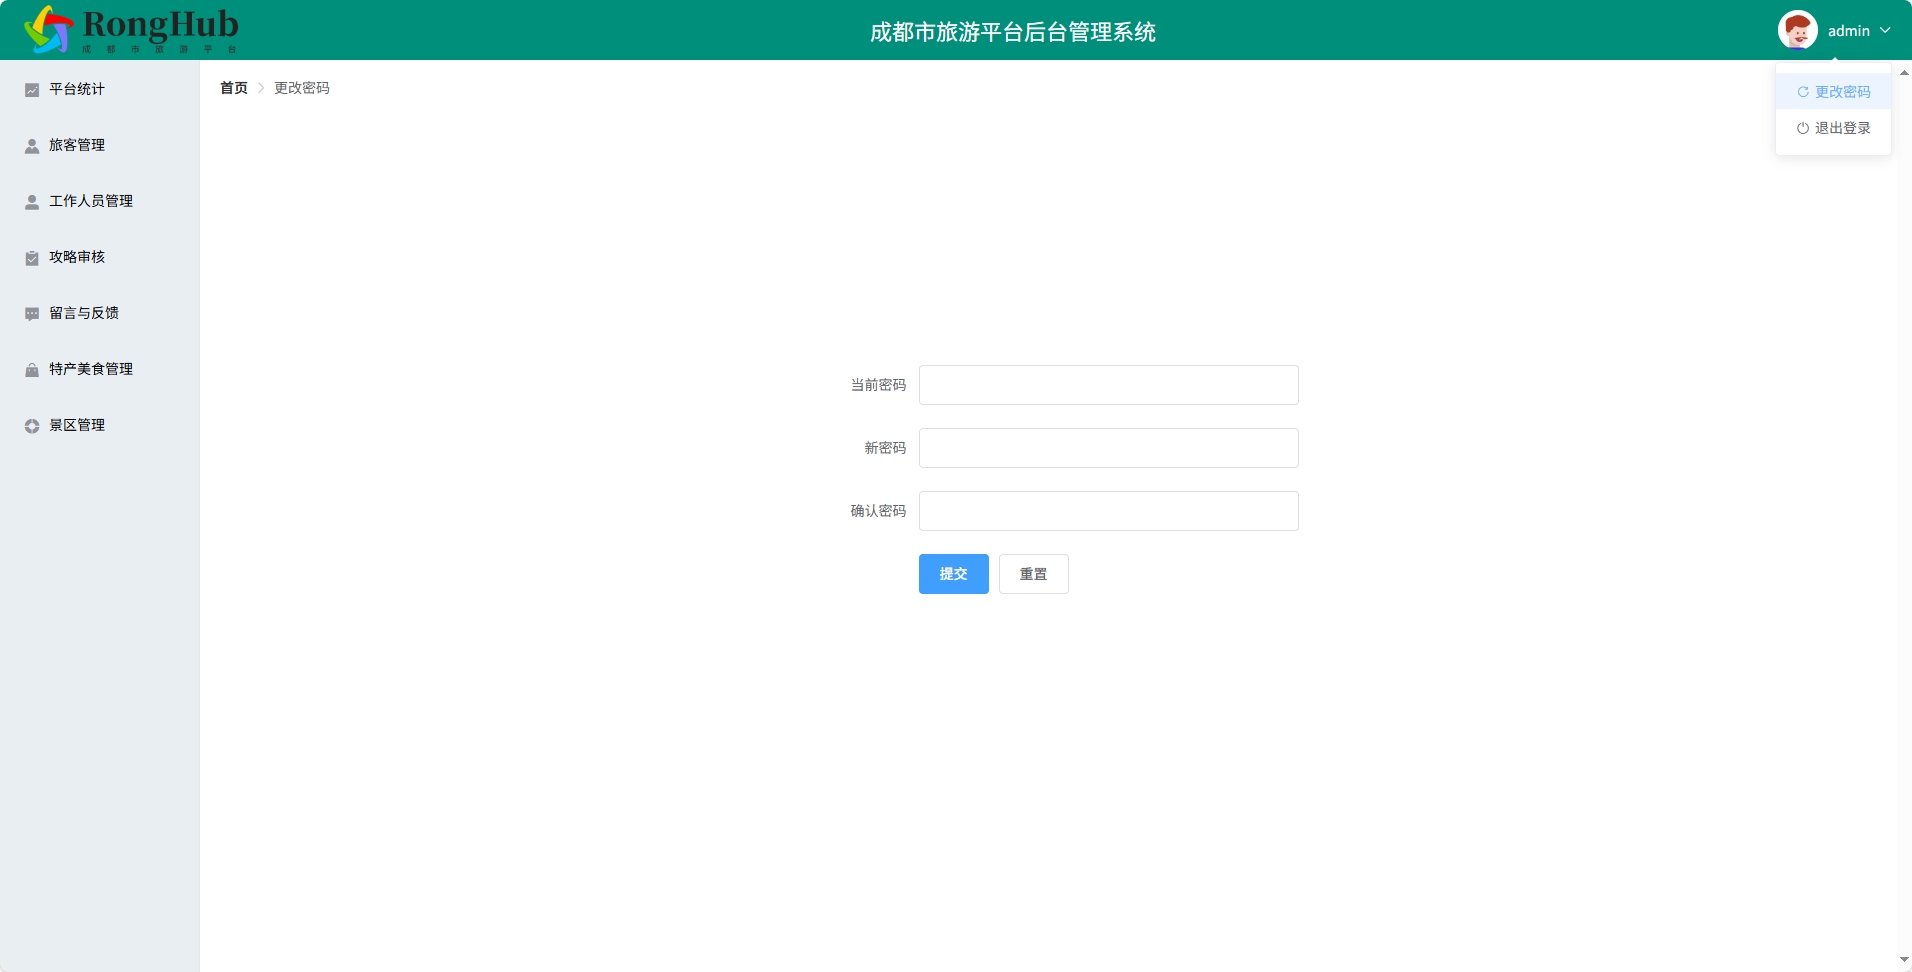 RongHub
成都市旅游平台
成都市旅游平台后台管理系统
admin
平台统计
旅客管理
工作人员管理
攻略审核
留言与反馈
特产美食管理
景区管理
首页 更改密码
更改密码
退出登录
当前密码
新密码
确认密码
提交 重置